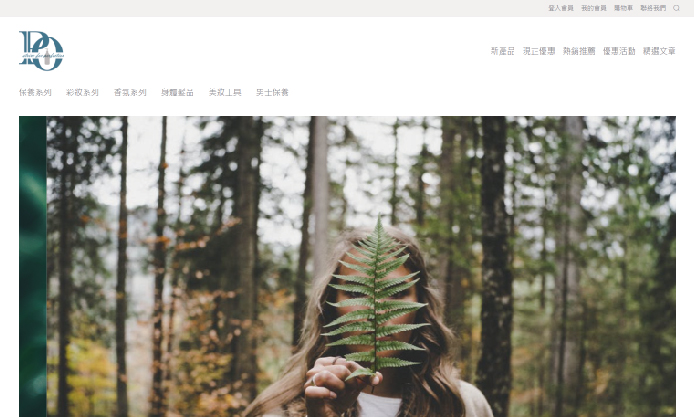 登入會員 我的會員 購物車 聯絡我們
新產品 現正優惠 熱銷推薦 優惠活動 精選文章
保養系列 彩妝系列 香氛系列 身體髮品 美妝工具 男士保養